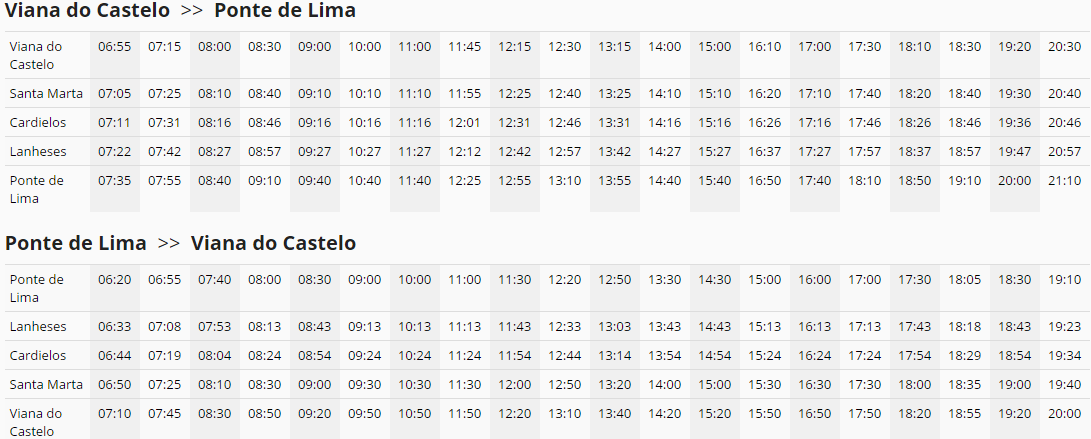 Viana do Castelo >> Ponte de Lima
Viana do Castelo 06:55 07:15 08:00 08:30 09:00 10:00 11:00 11:45 12:15 12:30 13:15 14:00 15:00 16:10 17:00 17:30 18:10 18:30 19:20 20:30
Santa Marta 07:05 07:25 08:10 08:40 09:10 10:10 11:10 11:55 12:25 12:40 13:25 14:10 15:10 16:20 17:10 17:40 18:20 18:40 19:30 20:40
Cardielos 07:11 07:31 08:16 08:46 09:16 10:16 11:16 12:01 12:31 12:46 13:31 14:16 15:16 16:26 17:16 17:46 18:26 18:46 19:36 20:46
Lanheses 07:22 07:42 08:27 08:57 09:27 10:27 11:27 12:12 12:42 12:57 13:42 14:27 15:27 16:37 17:27 17:57 18:37 18:57 19:47 20:57
Ponte de Lima 07:35 07:55 08:40 09:10 09:40 10:40 11:40 12:25 12:55 13:10 13:55 14:40 15:40 16:50 17:40 18:10 18:50 19:10 20:00 21:10
Ponte de Lima >> Viana do Castelo
Ponte de Lima 06:20 06:55 07:40 08:00 08:30 09:00 10:00 11:00 11:30 12:20 12:50 13:30 14:30 15:00 16:00 17:00 17:30 18:05 18:30 19:10
Lanheses 06:33 07:08 07:53 08:13 08:43 09:13 10:13 11:13 11:43 12:33 13:03 13:43 14:43 15:13 16:13 17:13 17:43 18:18 18:43 19:23
Cardielos 06:44 07:19 08:04 08:24 08:54 09:24 10:24 11:24 11:54 12:44 13:14 13:54 14:54 15:24 16:24 17:24 17:54 18:29 18:54 19:34
Santa Marta 06:50 07:25 08:10 08:30 09:00 09:30 10:30 11:30 12:00 12:50 13:20 14:00 15:00 15:30 16:30 17:30 18:00 18:35 19:00 19:40
Viana do Castelo 07:10 07:45 08:30 08:50 09:20 09:50 10:50 11:50 12:20 13:10 13:40 14:20 15:20 15:50 16:50 17:50 18:20 18:55 19:20 20:00